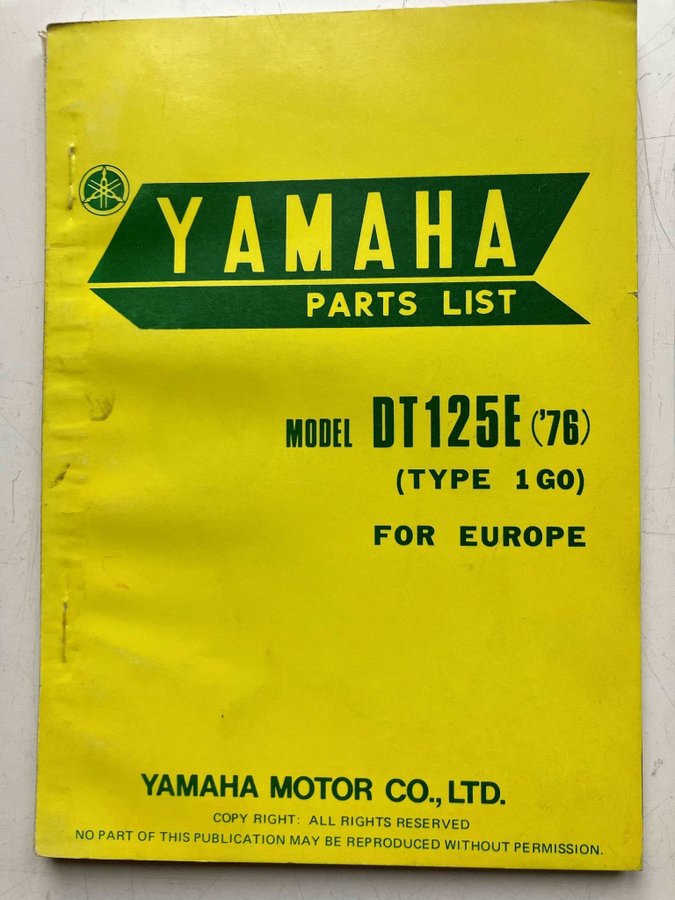 YAMAHA
PARTS LIST
MODEL DT125E ('76)
(TYPE 1G0)
FOR EUROPE
YAMAHA MOTOR CO., LTD.
COPY RIGHT: ALL RIGHTS RESERVED
NO PART OF THIS PUBLICATION MAY BE REPRODUCED WITHOUT PERMISSION.